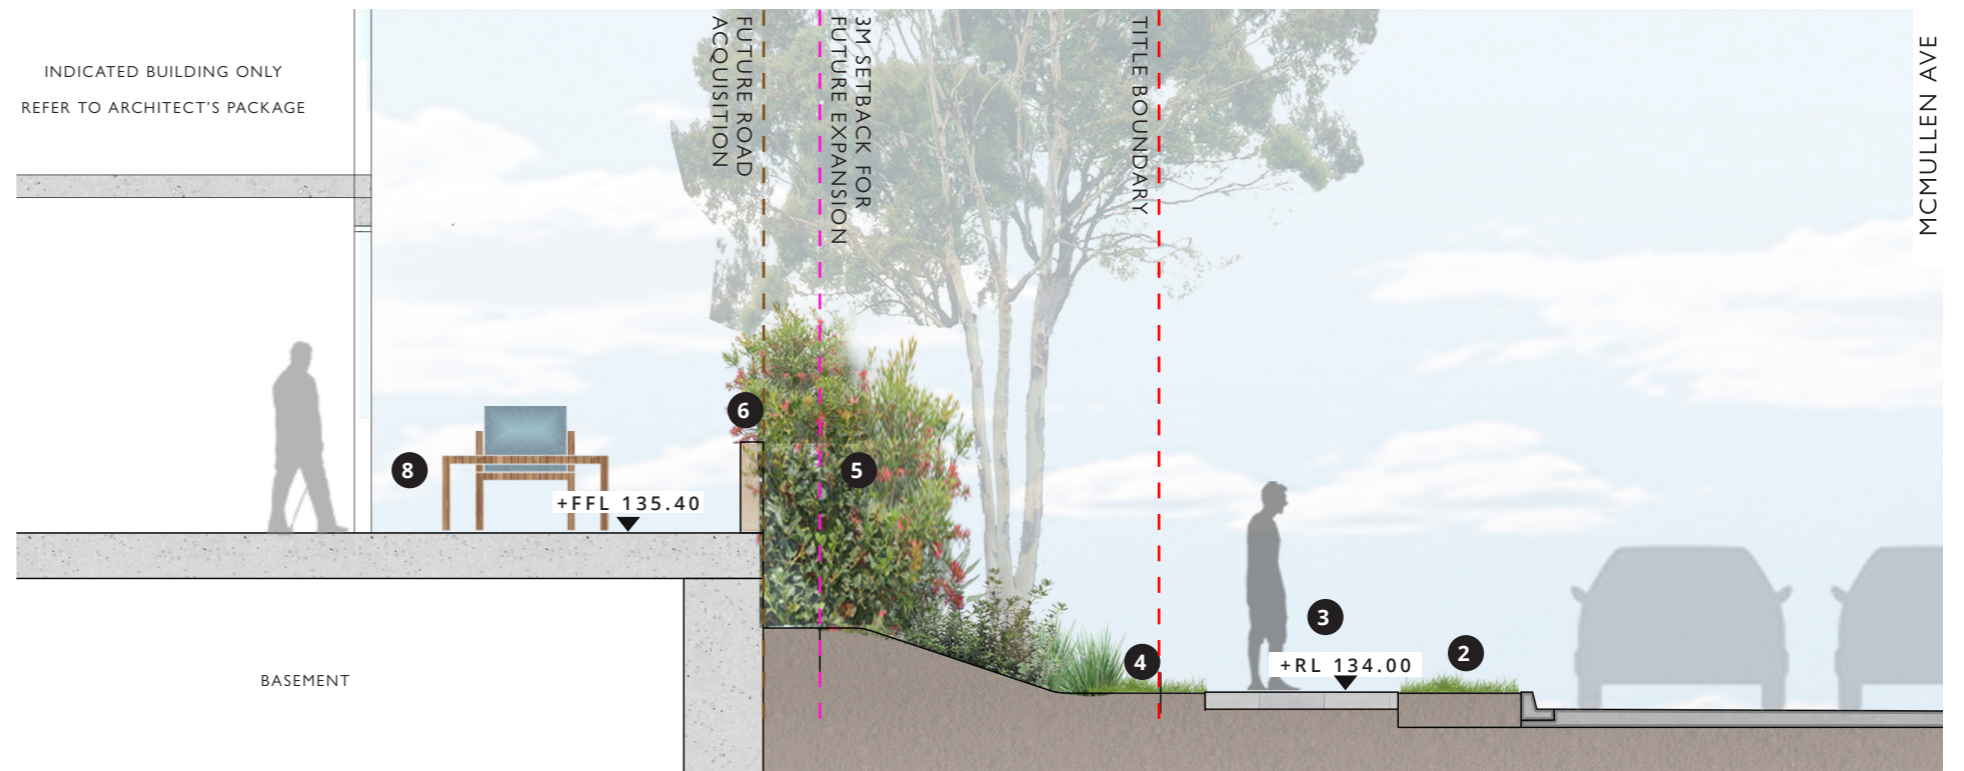 INDICATED BUILDING ONLY
REFER TO ARCHITECT'S PACKAGE
FUTURE ROAD
ACQUISITION
3M SETBACK FOR
FUTURE EXPANSION
TITLE BOUNDARY
MCMULLEN AVE
6
8
5
+FFL 135.40
3
4
+RL 134.00
2
BASEMENT